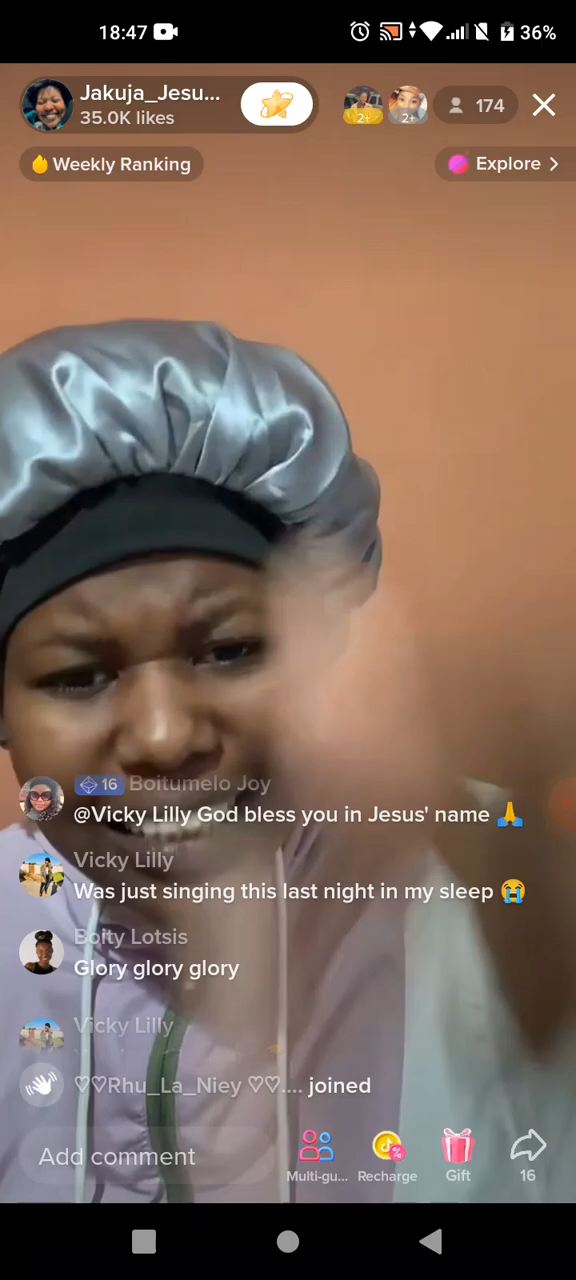 18:47
36%
Jakuja_Jesu...
35.0K likes
2+
2+
174
Weekly Ranking
Explore
16 Boitumelo Joy
@Vicky Lilly God bless you in Jesus' name 🙏
Vicky Lilly
Was just singing this last night in my sleep 😭
Boity Lotsis
Glory glory glory
Vicky Lilly
♡♡Rhu_La_Niey ♡♡.... joined
Add comment
Multi-gu...
Recharge
Gift
16